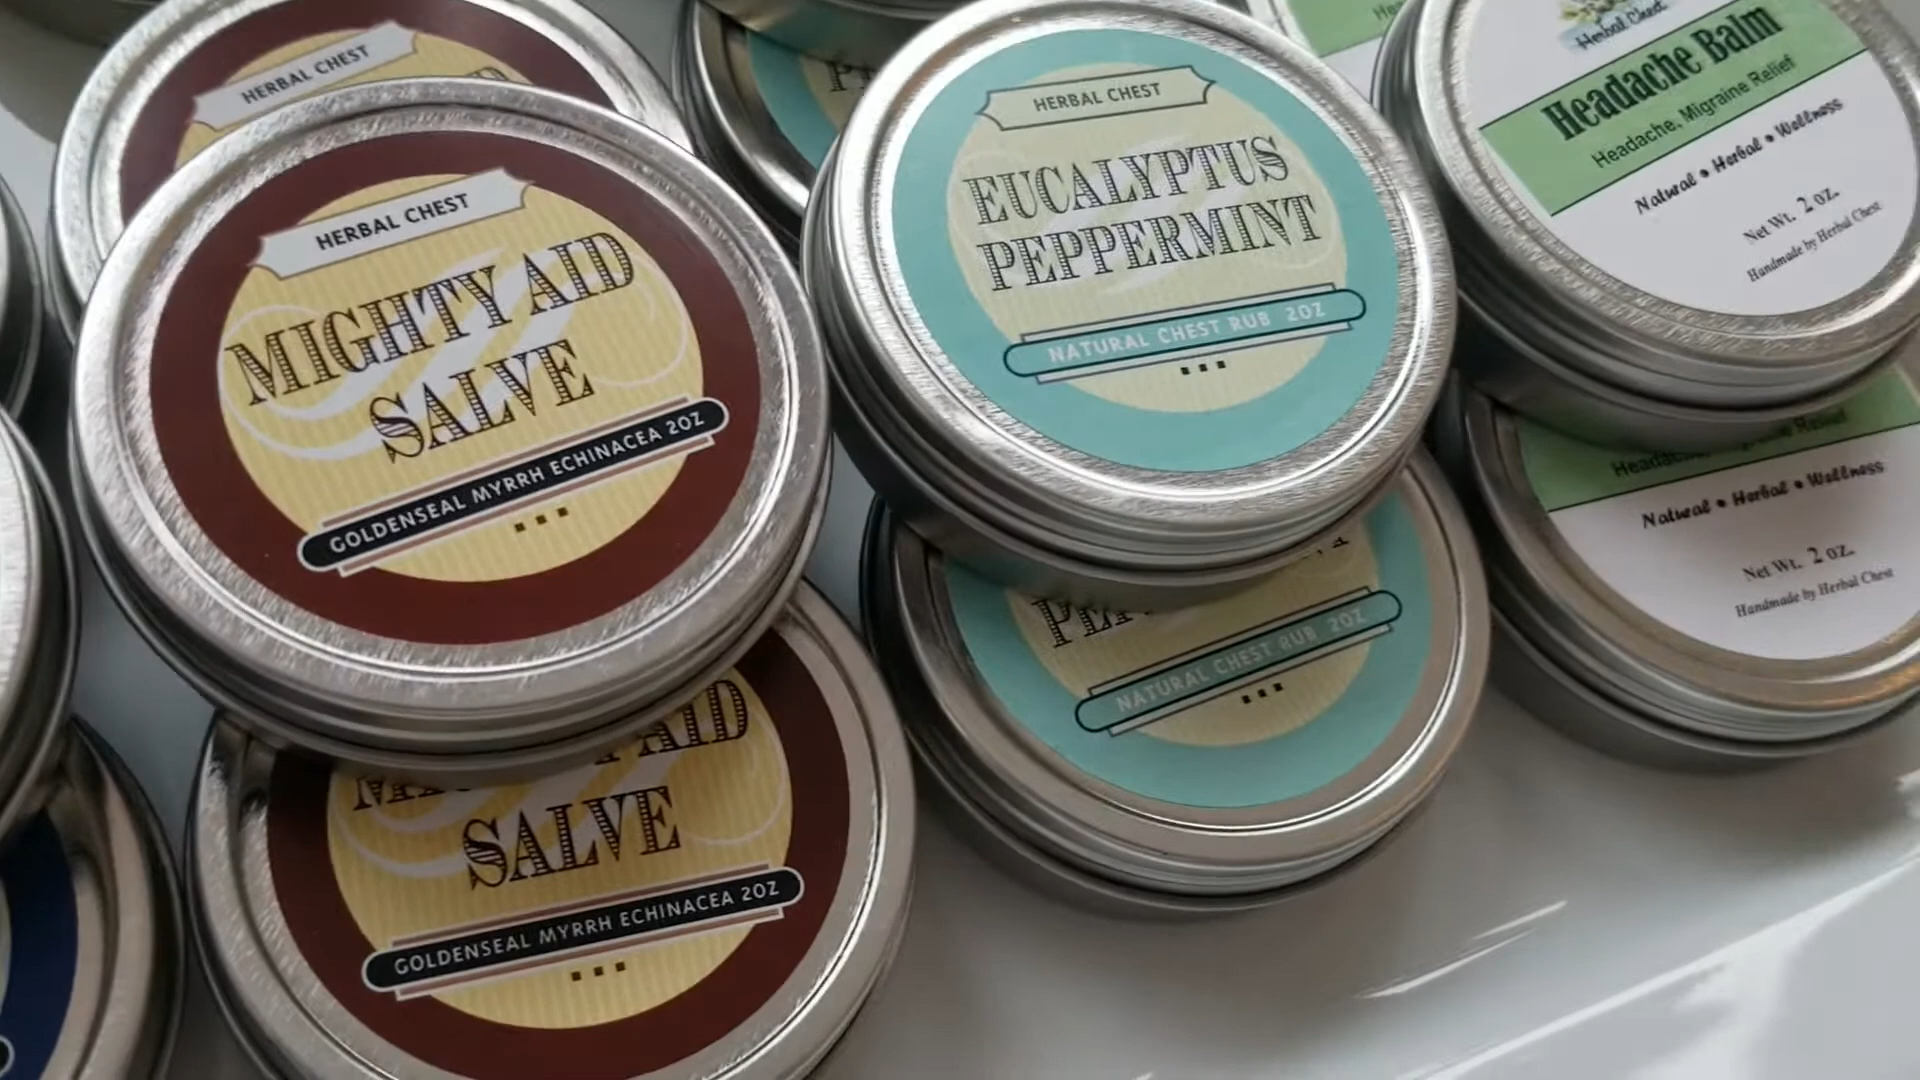 HERBAL CHEST
HERBAL CHEST
MIGHTY AID
SALVE
GOLDENSEAL MYRRH ECHINACEA 2OZ
AID
SALVE
GOLDENSEAL MYRRH ECHINACEA 2OZ
HERBAL CHEST
EUCALYPTUS
PEPPERMINT
NATURAL CHEST RUB 2OZ
NATURAL CHEST RUB 2OZ
Herbal Chest
Headache Balm
Headache, Migraine Relief
Natural • Herbal • Wellness
Net Wt. 2 oz.
Handmade by Herbal Chest
Natural • Herbal • Wellness
Net Wt. 2 oz.
Handmade by Herbal Chest